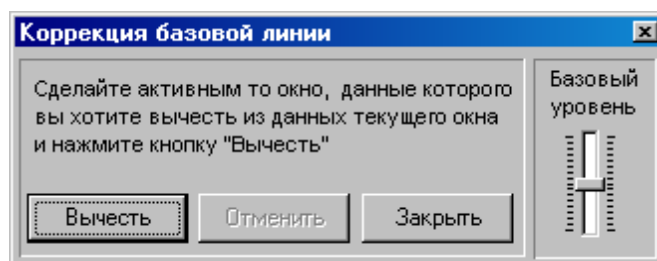 Коррекция базовой линии
Сделайте активным то окно, данные которого
вы хотите вычесть из данных текущего окна
и нажмите кнопку "Вычесть"
Вычесть
Отменить
Закрыть
Базовый
уровень